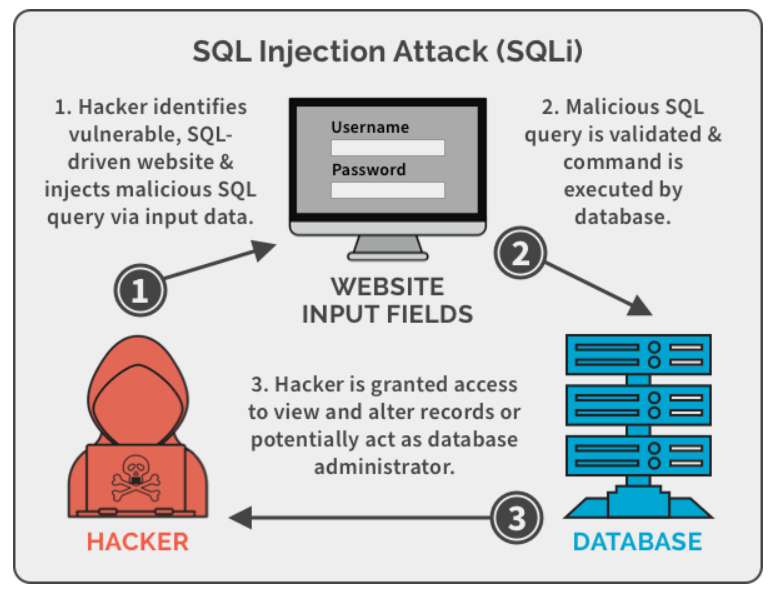 SQL Injection Attack (SQLi)
1. Hacker identifies
vulnerable, SQL-
driven website &
injects malicious SQL
query via input data.
Username
Password
2. Malicious SQL
query is validated &
command is
executed by
database.
1
2
WEBSITE
INPUT FIELDS
3. Hacker is granted access
to view and alter records or
potentially act as database
administrator.
3
HACKER
DATABASE